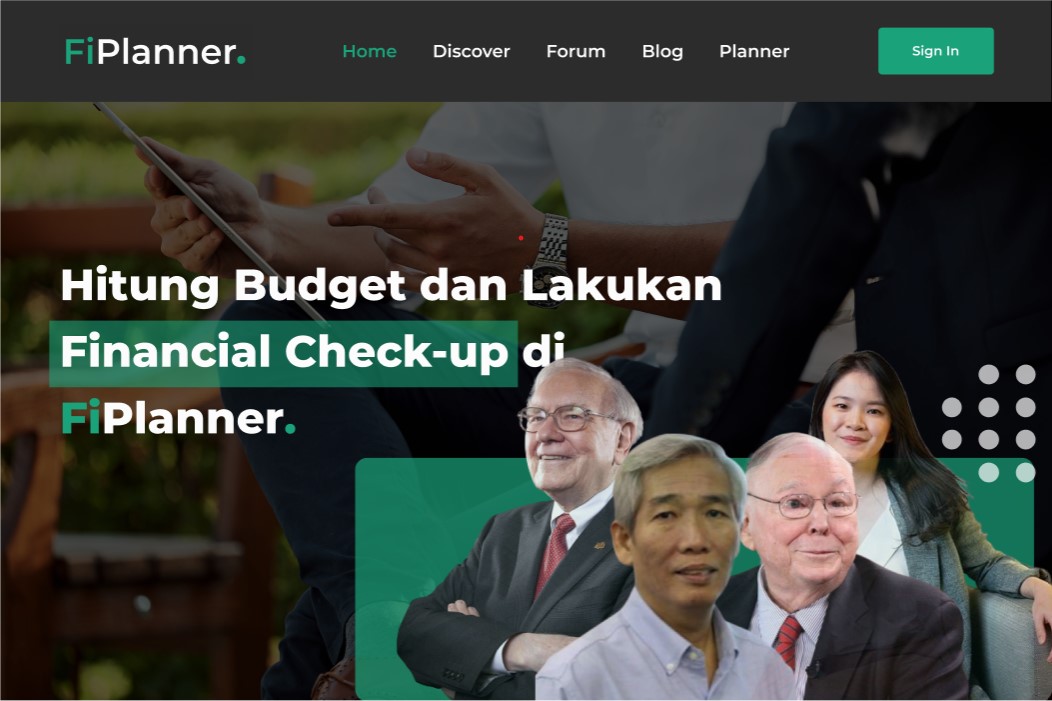 FiPlanner.
Home
Discover
Forum
Blog
Planner
Sign In
Hitung Budget dan Lakukan
Financial Check-up di
FiPlanner.